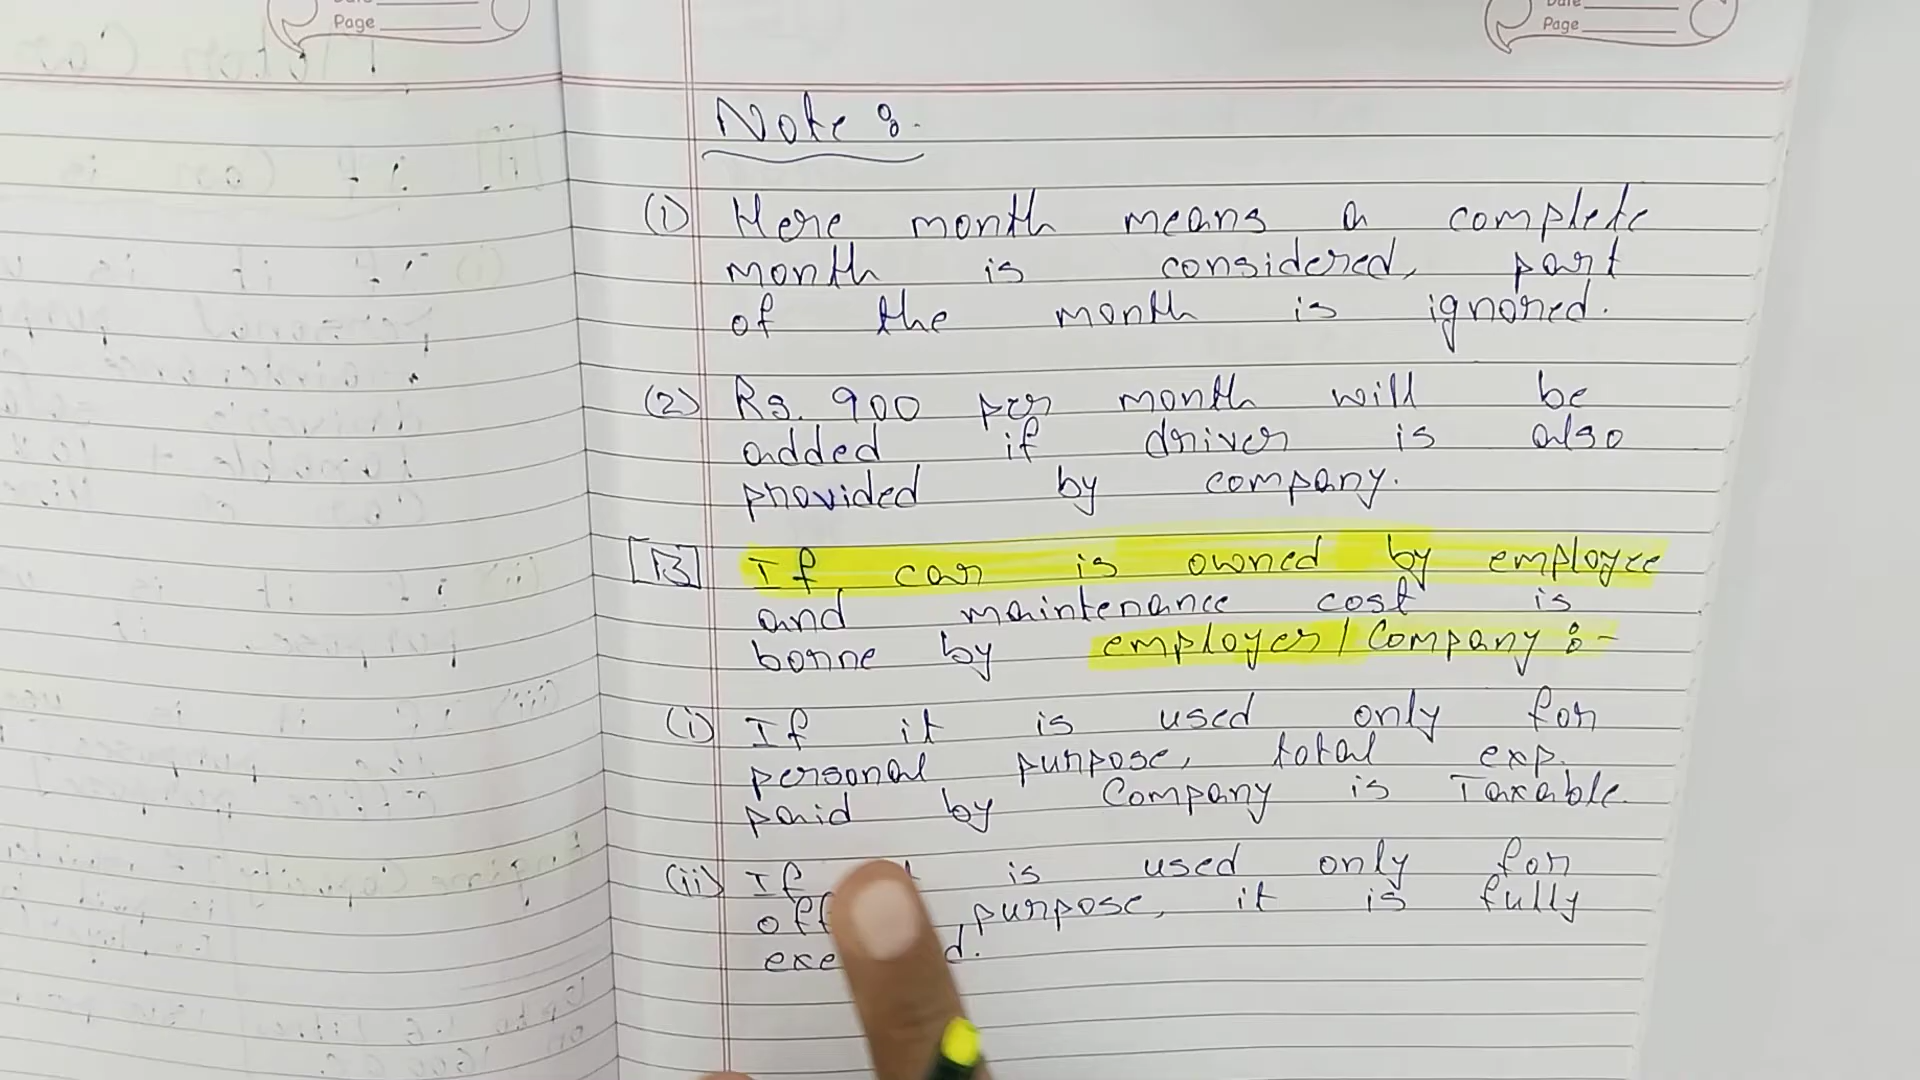 Date
Page
Date
Page
Note :-
(1) Here month means a complete
month is considered, part
of the month is ignored.
(2) Rs. 900 per month will be
added if driver is also
provided by company.
[B] If car is owned by employee
and maintenance cost is
borne by employer/Company :-
(i) If it is used only for
personal purpose, total exp.
paid by Company is Taxable.
(ii) If is used only for
purpose, it is fully